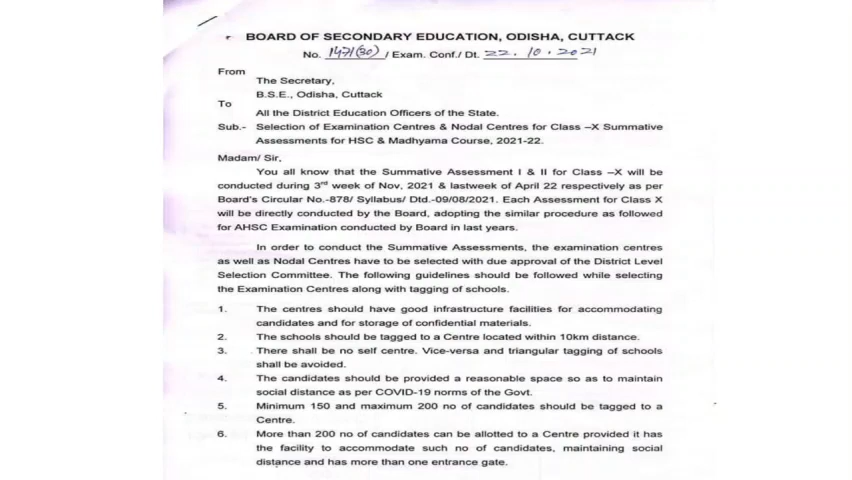 BOARD OF SECONDARY EDUCATION, ODISHA, CUTTACK
No. 1471(30) / Exam. Conf./ Dt. 22.10.2021
From
The Secretary,
B.S.E., Odisha, Cuttack
To
All the District Education Officers of the State.
Sub.- Selection of Examination Centres & Nodal Centres for Class –X Summative
Assessments for HSC & Madhyama Course, 2021-22.
Madam/ Sir,
You all know that the Summative Assessment I & II for Class –X will be
conducted during 3rd week of Nov, 2021 & lastweek of April 22 respectively as per
Board's Circular No.-878/ Syllabus/ Dtd.-09/08/2021. Each Assessment for Class X
will be directly conducted by the Board, adopting the similar procedure as followed
for AHSC Examination conducted by Board in last years.
In order to conduct the Summative Assessments, the examination centres
as well as Nodal Centres have to be selected with due approval of the District Level
Selection Committee. The following guidelines should be followed while selecting
the Examination Centres along with tagging of schools.
1. The centres should have good infrastructure facilities for accommodating
candidates and for storage of confidential materials.
2. The schools should be tagged to a Centre located within 10km distance.
3. There shall be no self centre. Vice-versa and triangular tagging of schools
shall be avoided.
4. The candidates should be provided a reasonable space so as to maintain
social distance as per COVID-19 norms of the Govt.
5. Minimum 150 and maximum 200 no of candidates should be tagged to a
Centre.
6. More than 200 no of candidates can be allotted to a Centre provided it has
the facility to accommodate such no of candidates, maintaining social
distance and has more than one entrance gate.